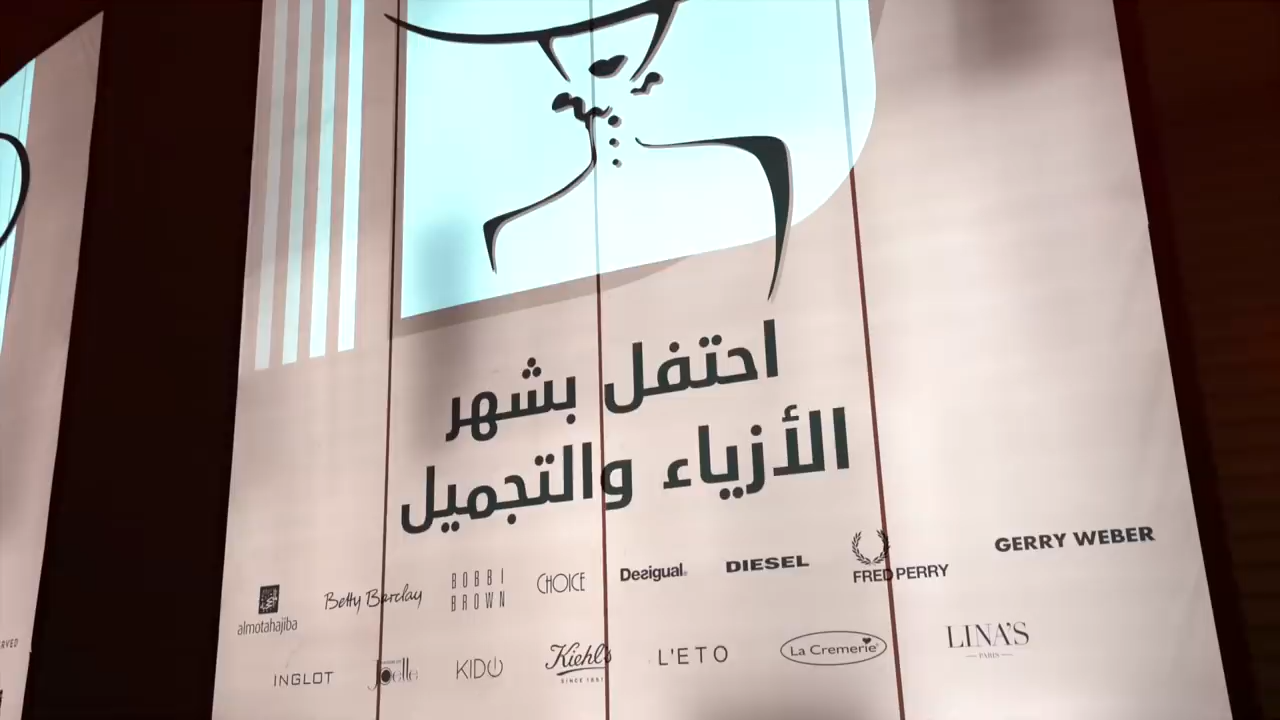 احتفل بشهر
الأزياء والتجميل
almotahajiba
Betty Barclay
BOBBI
BROWN
CHOICE
Desigual.
DIESEL
FRED PERRY
GERRY WEBER
INGLOT
Joelle
KIDO
Kiehl's
SINCE 1851
L'ETO
La Cremerie
LINA'S
PARIS